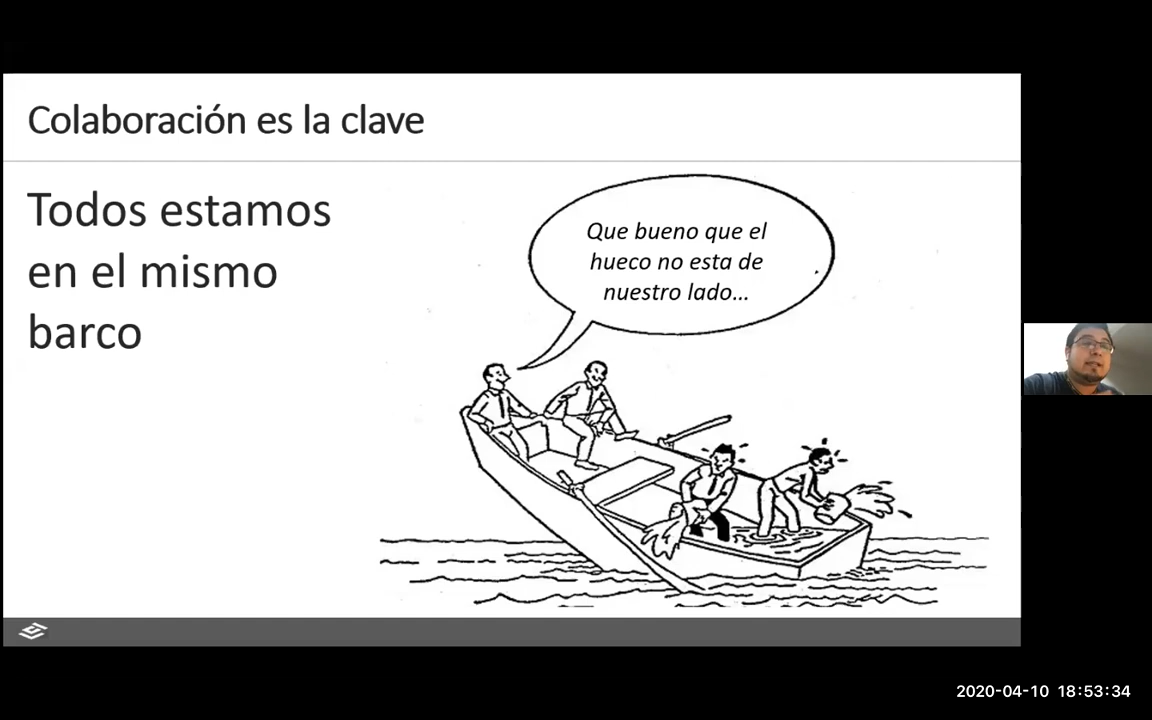 Colaboración es la clave
Todos estamos
en el mismo
barco
Que bueno que el
hueco no esta de
nuestro lado...
2020-04-10 18:53:34